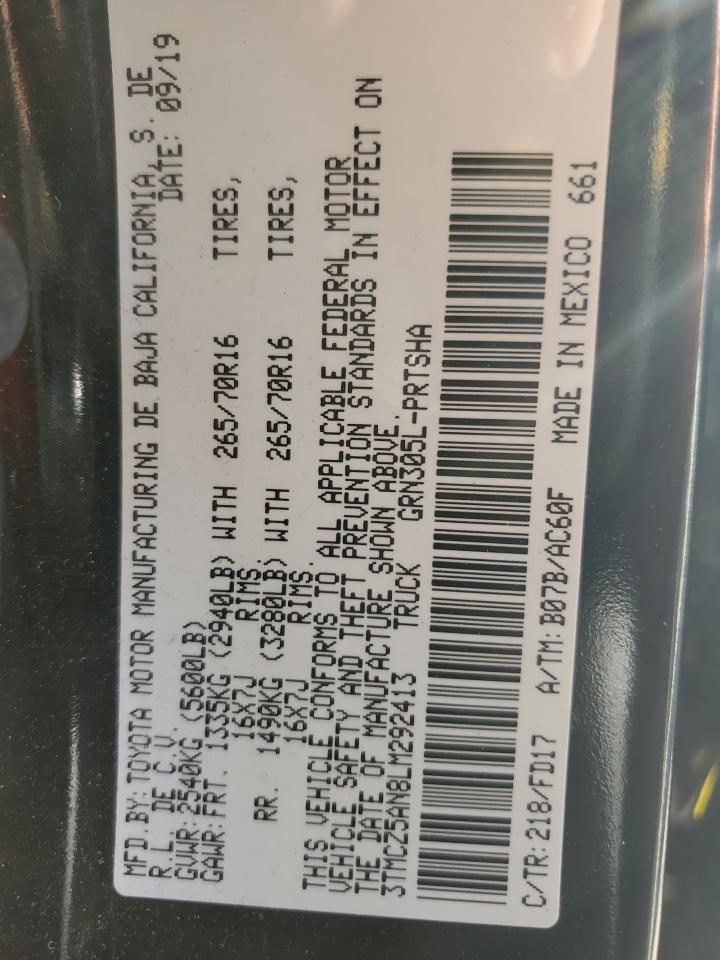 MFD.BY: TOYOTA MOTOR MANUFACTURING DE BAJA CALIFORNIA, S. DE
R.L. DE C.V. DATE: 09/19
GVWR: 2540KG (5600LB)
GAWR: FRT. 1335KG (2940LB) WITH 265/70R16 TIRES,
16X7J RIMS,
RR. 1490KG (3280LB) WITH 265/70R16 TIRES,
16X7J RIMS.
THIS VEHICLE CONFORMS TO ALL APPLICABLE FEDERAL MOTOR
VEHICLE SAFETY AND THEFT PREVENTION STANDARDS IN EFFECT ON
THE DATE OF MANUFACTURE SHOWN ABOVE.
3TMCZ5AN8LM292413 TRUCK GRN305L-PRTSHA
C/TR: 218/FD17 A/TM: B07B/AC60F MADE IN MEXICO 661